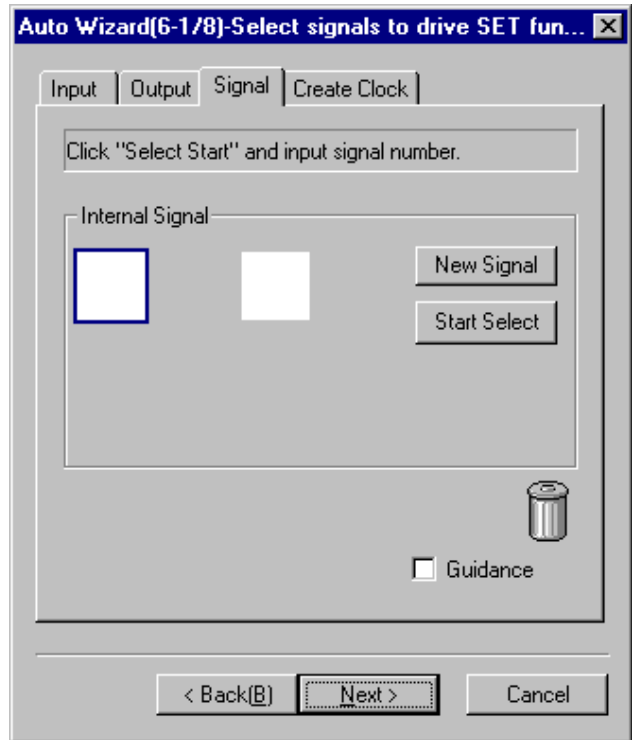 Auto Wizard(6-1/8)-Select signals to drive SET fun...
Input Output Signal Create Clock
Click "Select Start" and input signal number.
Internal Signal
New Signal
Start Select
Guidance
< Back(B) Next > Cancel